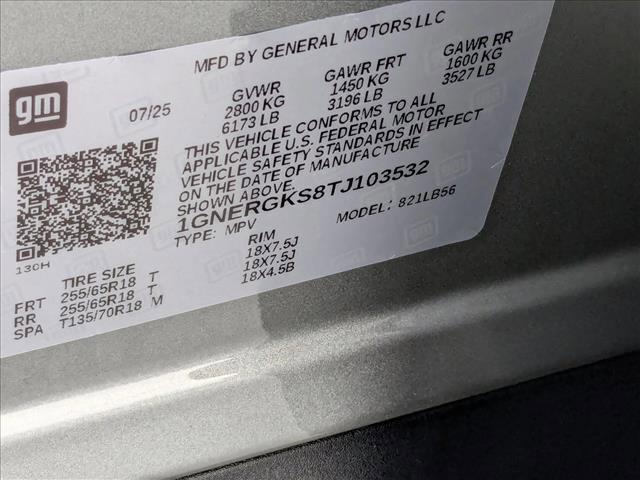 gm
MFD BY GENERAL MOTORS LLC
07/25
GVWR GAWR FRT GAWR RR
2800 KG 1450 KG 1600 KG
6173 LB 3196 LB 3527 LB
THIS VEHICLE CONFORMS TO ALL
APPLICABLE U.S. FEDERAL MOTOR
VEHICLE SAFETY STANDARDS IN EFFECT
ON THE DATE OF MANUFACTURE
SHOWN ABOVE.
1GNERGKS8TJ103532
TYPE: MPV MODEL: 821LB56
13CH
TIRE SIZE RIM
FRT 255/65R18 T 18X7.5J
RR 255/65R18 T 18X7.5J
SPA T135/70R18 M 18X4.5B